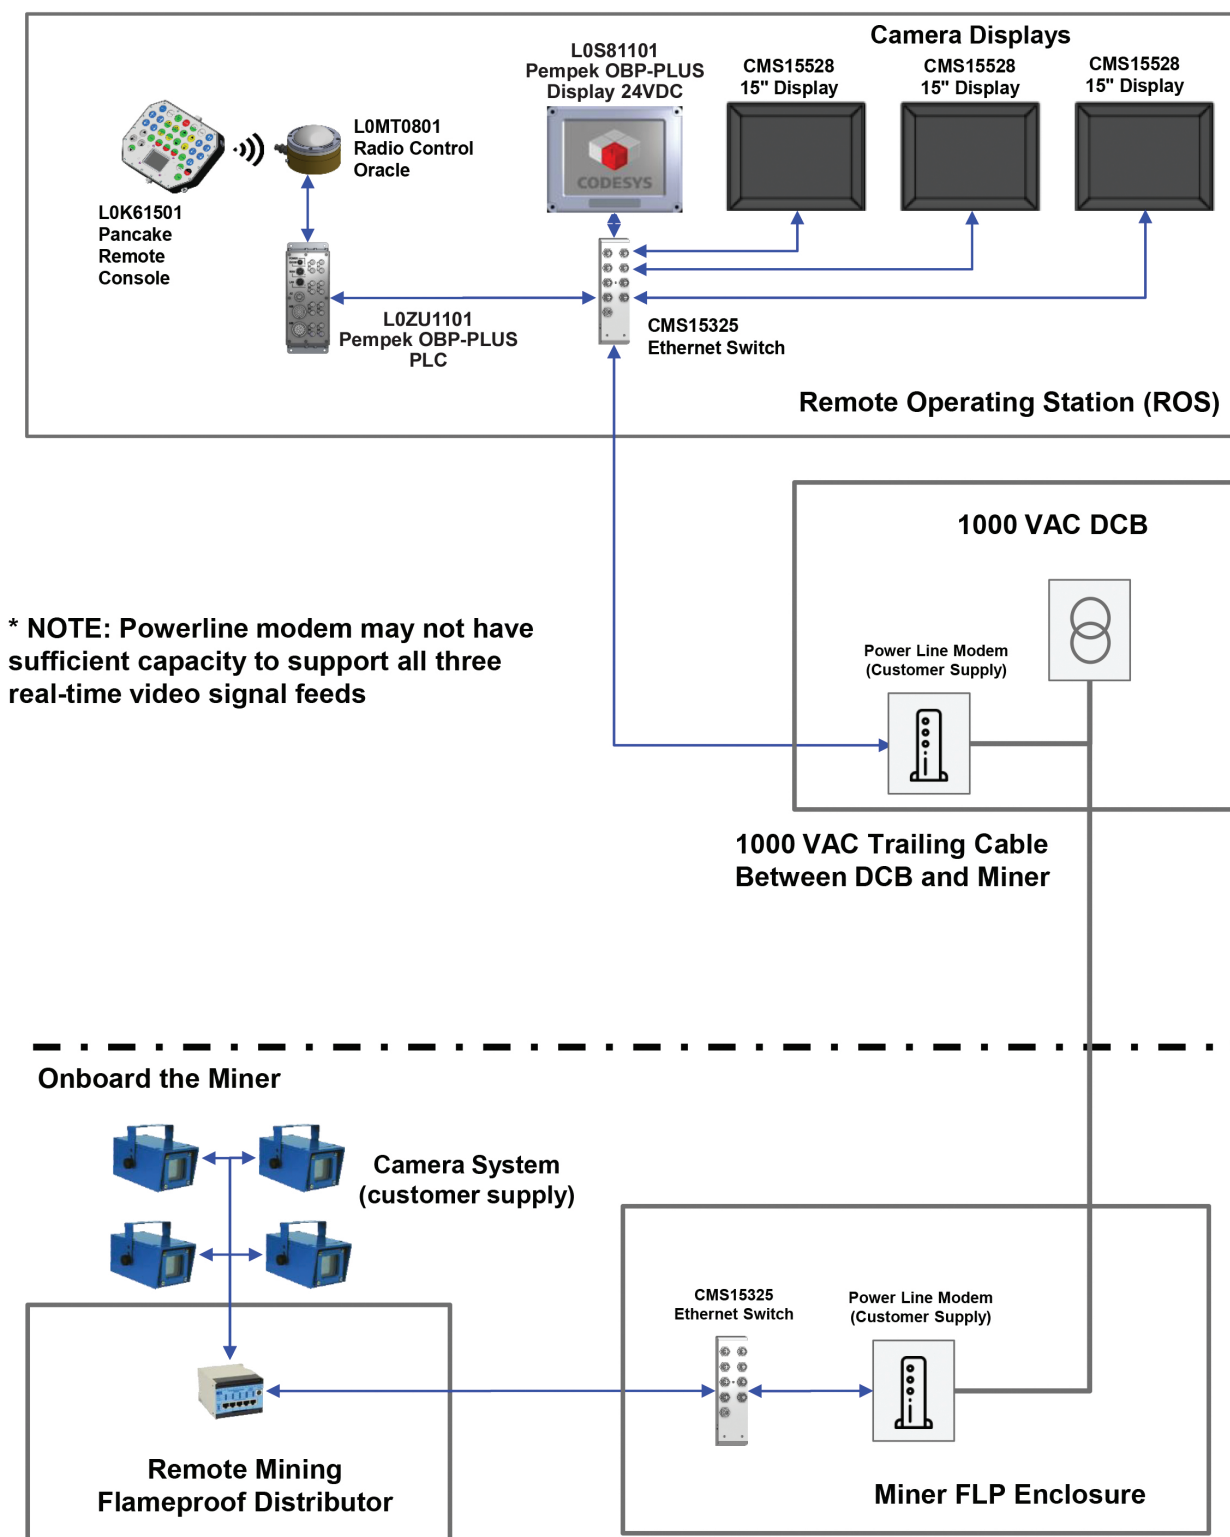 Camera Displays
L0S81101
Pempek OBP-PLUS
Display 24VDC
CMS15528
15" Display
CMS15528
15" Display
CMS15528
15" Display
L0MT0801
Radio Control
Oracle
CODESYS
L0K61501
Pancake
Remote
Console
L0ZU1101
Pempek OBP-PLUS
PLC
CMS15325
Ethernet Switch
Remote Operating Station (ROS)
1000 VAC DCB
* NOTE: Powerline modem may not have
sufficient capacity to support all three
real-time video signal feeds
Power Line Modem
(Customer Supply)
1000 VAC Trailing Cable
Between DCB and Miner
Onboard the Miner
Camera System
(customer supply)
CMS15325
Ethernet Switch
Power Line Modem
(Customer Supply)
Remote Mining
Flameproof Distributor
Miner FLP Enclosure